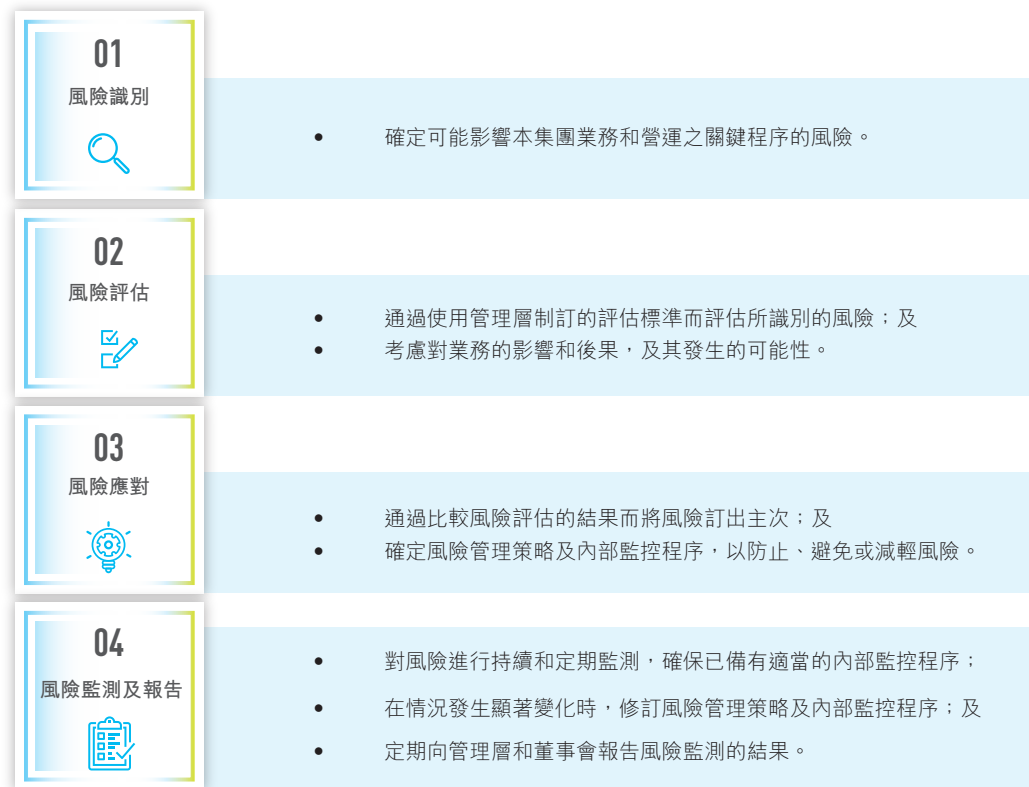 01
風險識別
• 確定可能影響本集團業務和營運之關鍵程序的風險。
02
風險評估
• 通過使用管理層制訂的評估標準而評估所識別的風險；及
• 考慮對業務的影響和後果，及其發生的可能性。
03
風險應對
• 通過比較風險評估的結果而將風險訂出主次；及
• 確定風險管理策略及內部監控程序，以防止、避免或減輕風險。
04
風險監測及報告
• 對風險進行持續和定期監測，確保已備有適當的內部監控程序；
• 在情況發生顯著變化時，修訂風險管理策略及內部監控程序；及
• 定期向管理層和董事會報告風險監測的結果。